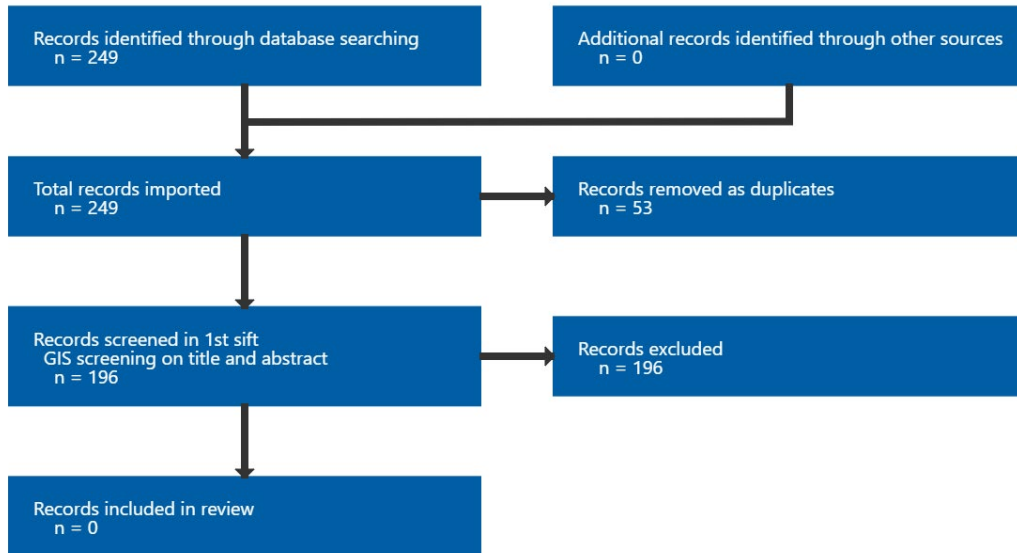 Records identified through database searching
n = 249
Additional records identified through other sources
n = 0
Total records imported
n = 249
Records removed as duplicates
n = 53
Records screened in 1st sift
GIS screening on title and abstract
n = 196
Records excluded
n = 196
Records included in review
n = 0